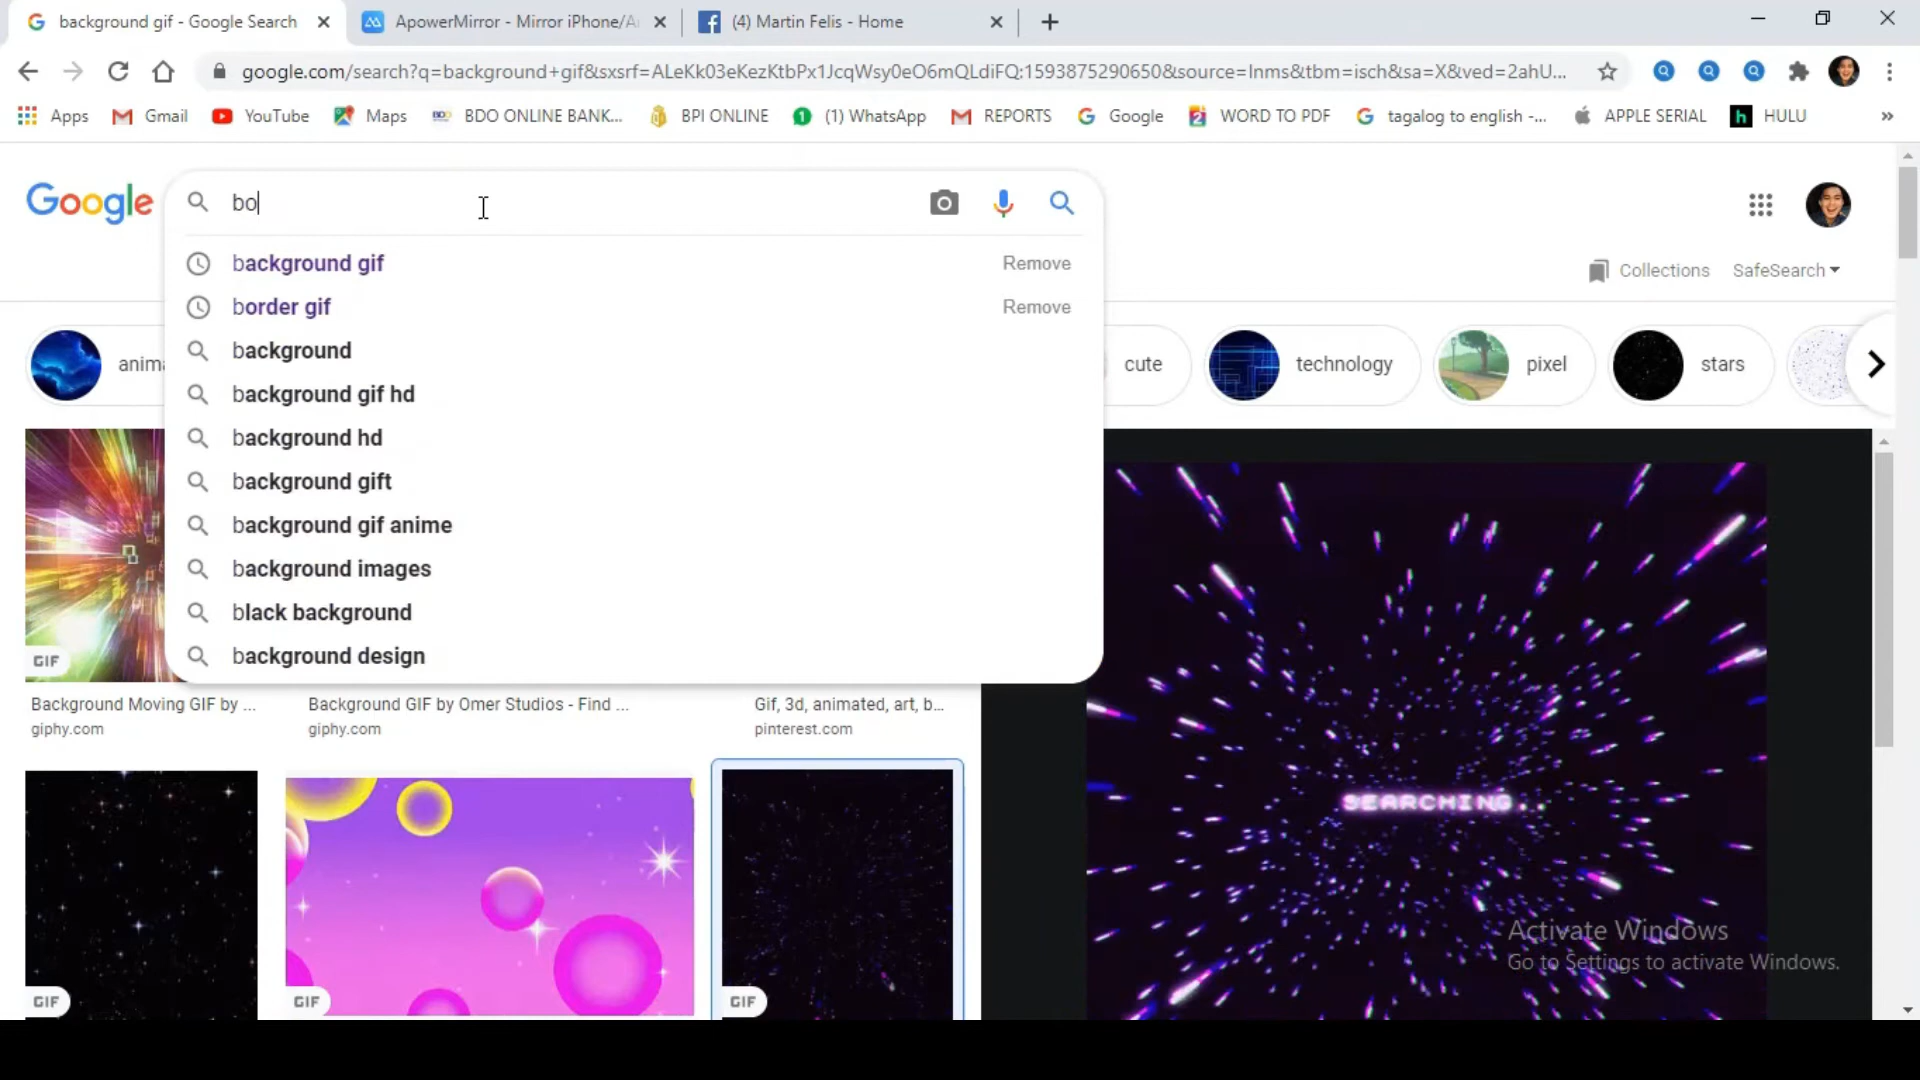 background gif - Google Search
ApowerMirror - Mirror iPhone/A
(4) Martin Felis - Home
google.com/search?q=background+gif&sxsrf=ALeKk03eKezKtbPx1JcqWsy0eO6mQLdiFQ:1593875290650&source=lnms&tbm=isch&sa=X&ved=2ahU...
Apps
Gmail
YouTube
Maps
BDO ONLINE BANK...
BPI ONLINE
(1) WhatsApp
REPORTS
Google
WORD TO PDF
tagalog to english -...
APPLE SERIAL
HULU
Google
bo
Collections
SafeSearch
background gif
Remove
border gif
Remove
background
background gif hd
background hd
background gift
background gif anime
background images
black background
background design
anima
cute
technology
pixel
stars
GIF
Background Moving GIF by ...
giphy.com
Background GIF by Omer Studios - Find ...
giphy.com
Gif, 3d, animated, art, b...
pinterest.com
SEARCHING..
GIF
GIF
GIF
Activate Windows
Go to Settings to activate Windows.